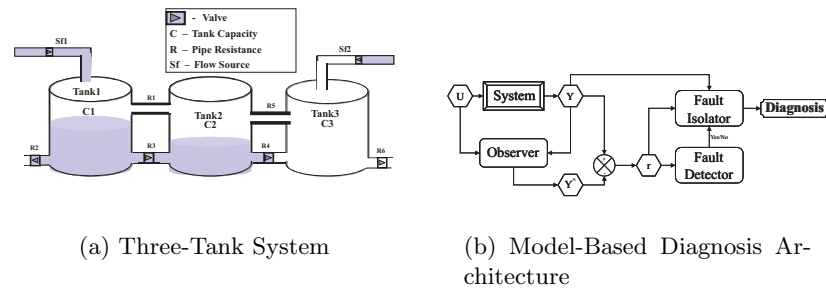 - Valve
C – Tank Capacity
R – Pipe Resistance
Sf – Flow Source
Sf1
Sf2
Tank1
C1
R1
Tank2
C2
R5
Tank3
C3
R2
R3
R4
R6
(a) Three-Tank System
U
System
Y
Fault
Isolator
Diagnosis
Yes/No
Observer
Y^
+
-
r
Fault
Detector
(b) Model-Based Diagnosis Ar-
chitecture